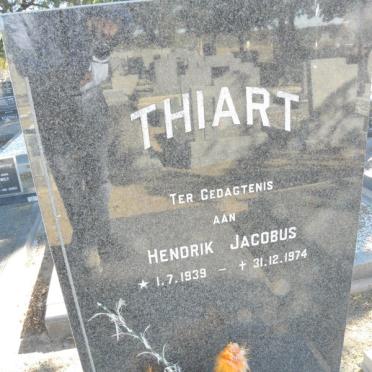 THIART
TER GEDAGTENIS
AAN
HENDRIK JACOBUS
★ 1.7.1939 – ✝ 31.12.1974